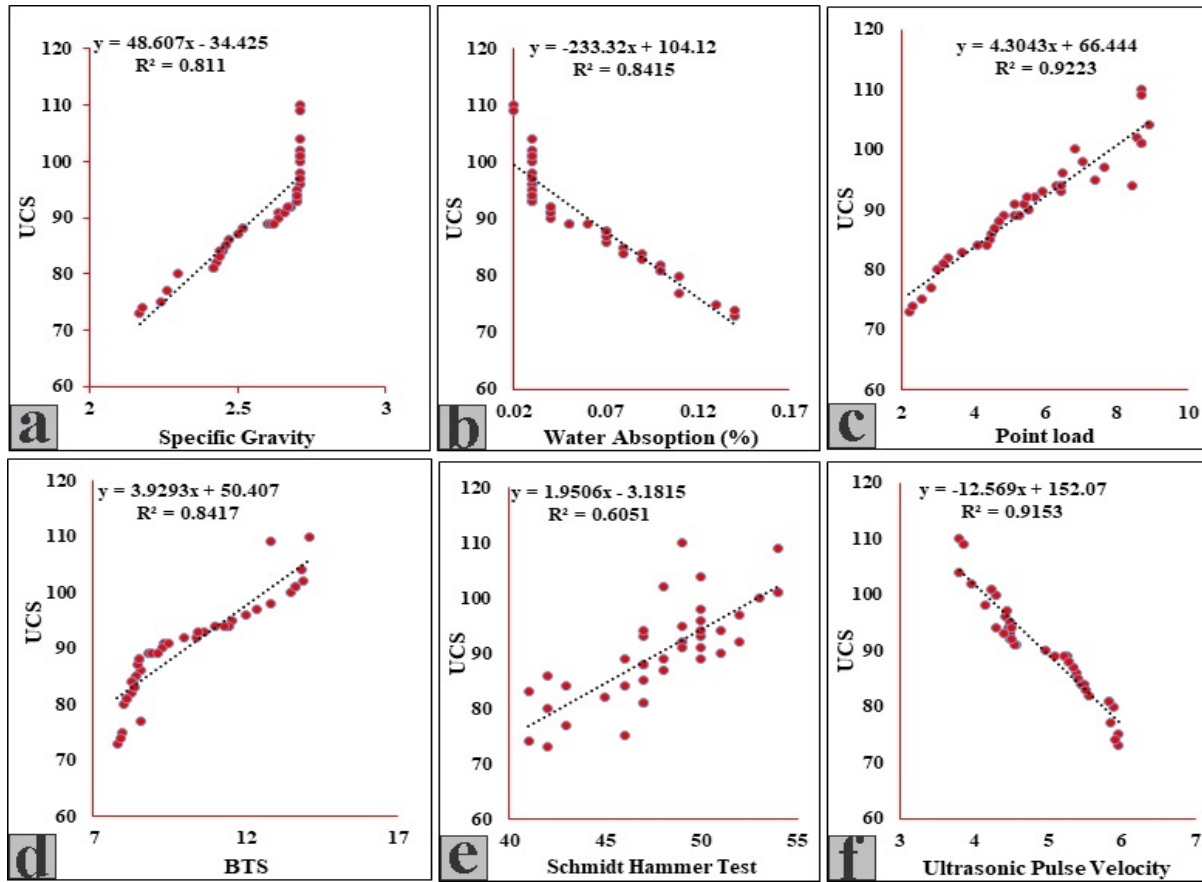 y = 48.607x - 34.425
R² = 0.811
120
110
100
90
80
70
60
UCS
2
2.5
3
Specific Gravity
a
y = -233.32x + 104.12
R² = 0.8415
120
110
100
90
80
70
60
UCS
0.02
0.07
0.12
0.17
Water Absoption (%)
b
y = 4.3043x + 66.444
R² = 0.9223
120
110
100
90
80
70
60
UCS
2
4
6
8
10
Point load
c
y = 3.9293x + 50.407
R² = 0.8417
120
110
100
90
80
70
60
UCS
7
12
17
BTS
d
y = 1.9506x - 3.1815
R² = 0.6051
120
110
100
90
80
70
60
UCS
40
45
50
55
Schmidt Hammer Test
e
y = -12.569x + 152.07
R² = 0.9153
120
110
100
90
80
70
60
UCS
3
4
5
6
7
Ultrasonic Pulse Velocity
f